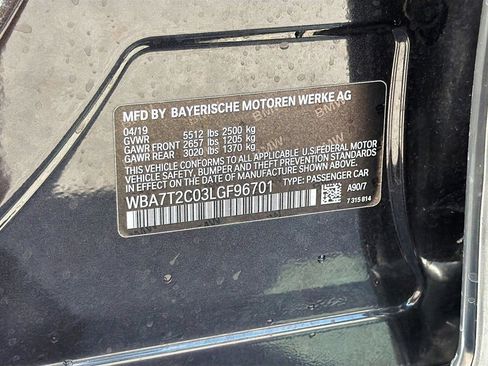 MFD BY BAYERISCHE MOTOREN WERKE AG
04/19
GVWR 5512 lbs 2500 kg
GAWR FRONT 2657 lbs 1205 kg
GAWR REAR 3020 lbs 1370 kg
THIS VEHICLE CONFORMS TO ALL APPLICABLE U.S. FEDERAL MOTOR
VEHICLE SAFETY, BUMPER, AND THEFT PREVENTION STANDARDS
IN EFFECT ON THE DATE OF MANUFACTURE SHOWN ABOVE.
WBA7T2C03LGF96701 TYPE: PASSENGER CAR
A90/7
7 315 814
BMW